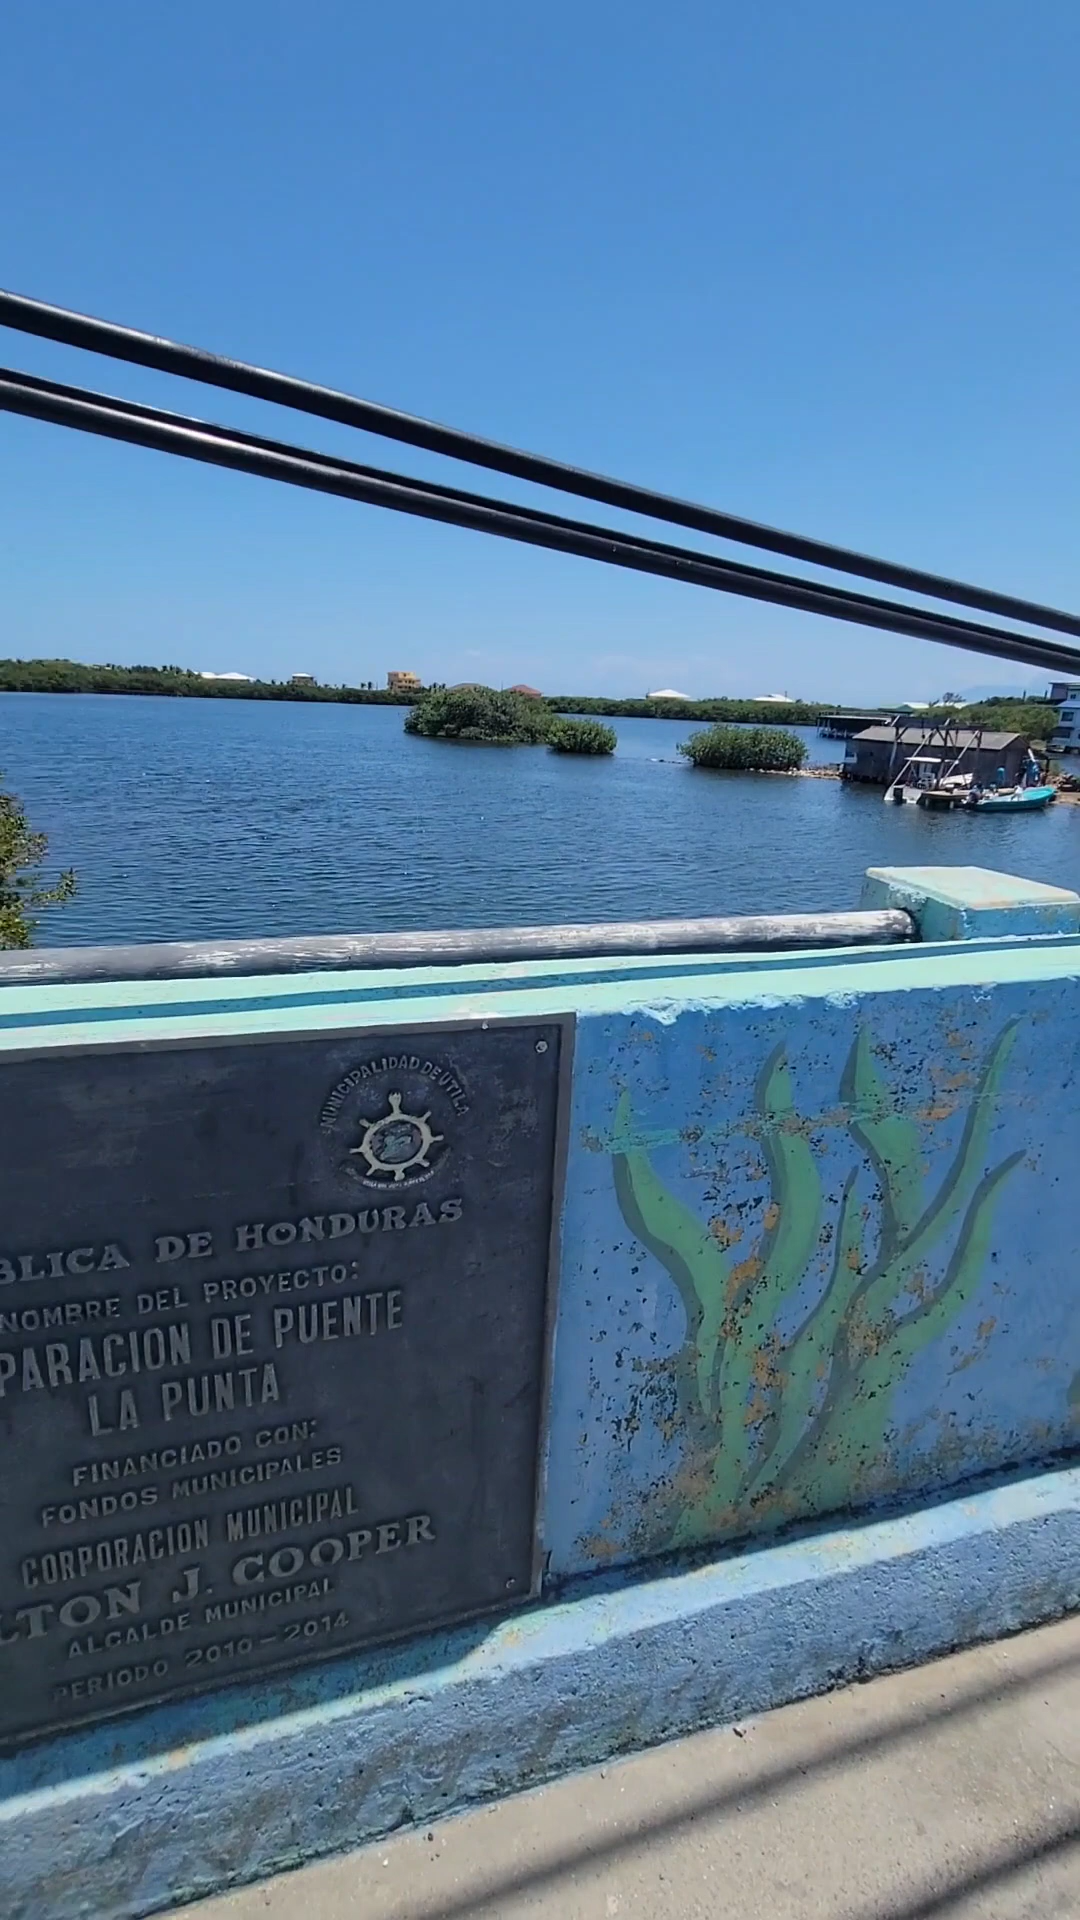 MUNICIPALIDAD DE UTILA
BLICA DE HONDURAS
NOMBRE DEL PROYECTO:
PARACION DE PUENTE
LA PUNTA
FINANCIADO CON:
FONDOS MUNICIPALES
CORPORACION MUNICIPAL
LTON J. COOPER
ALCALDE MUNICIPAL
PERIODO 2010-2014